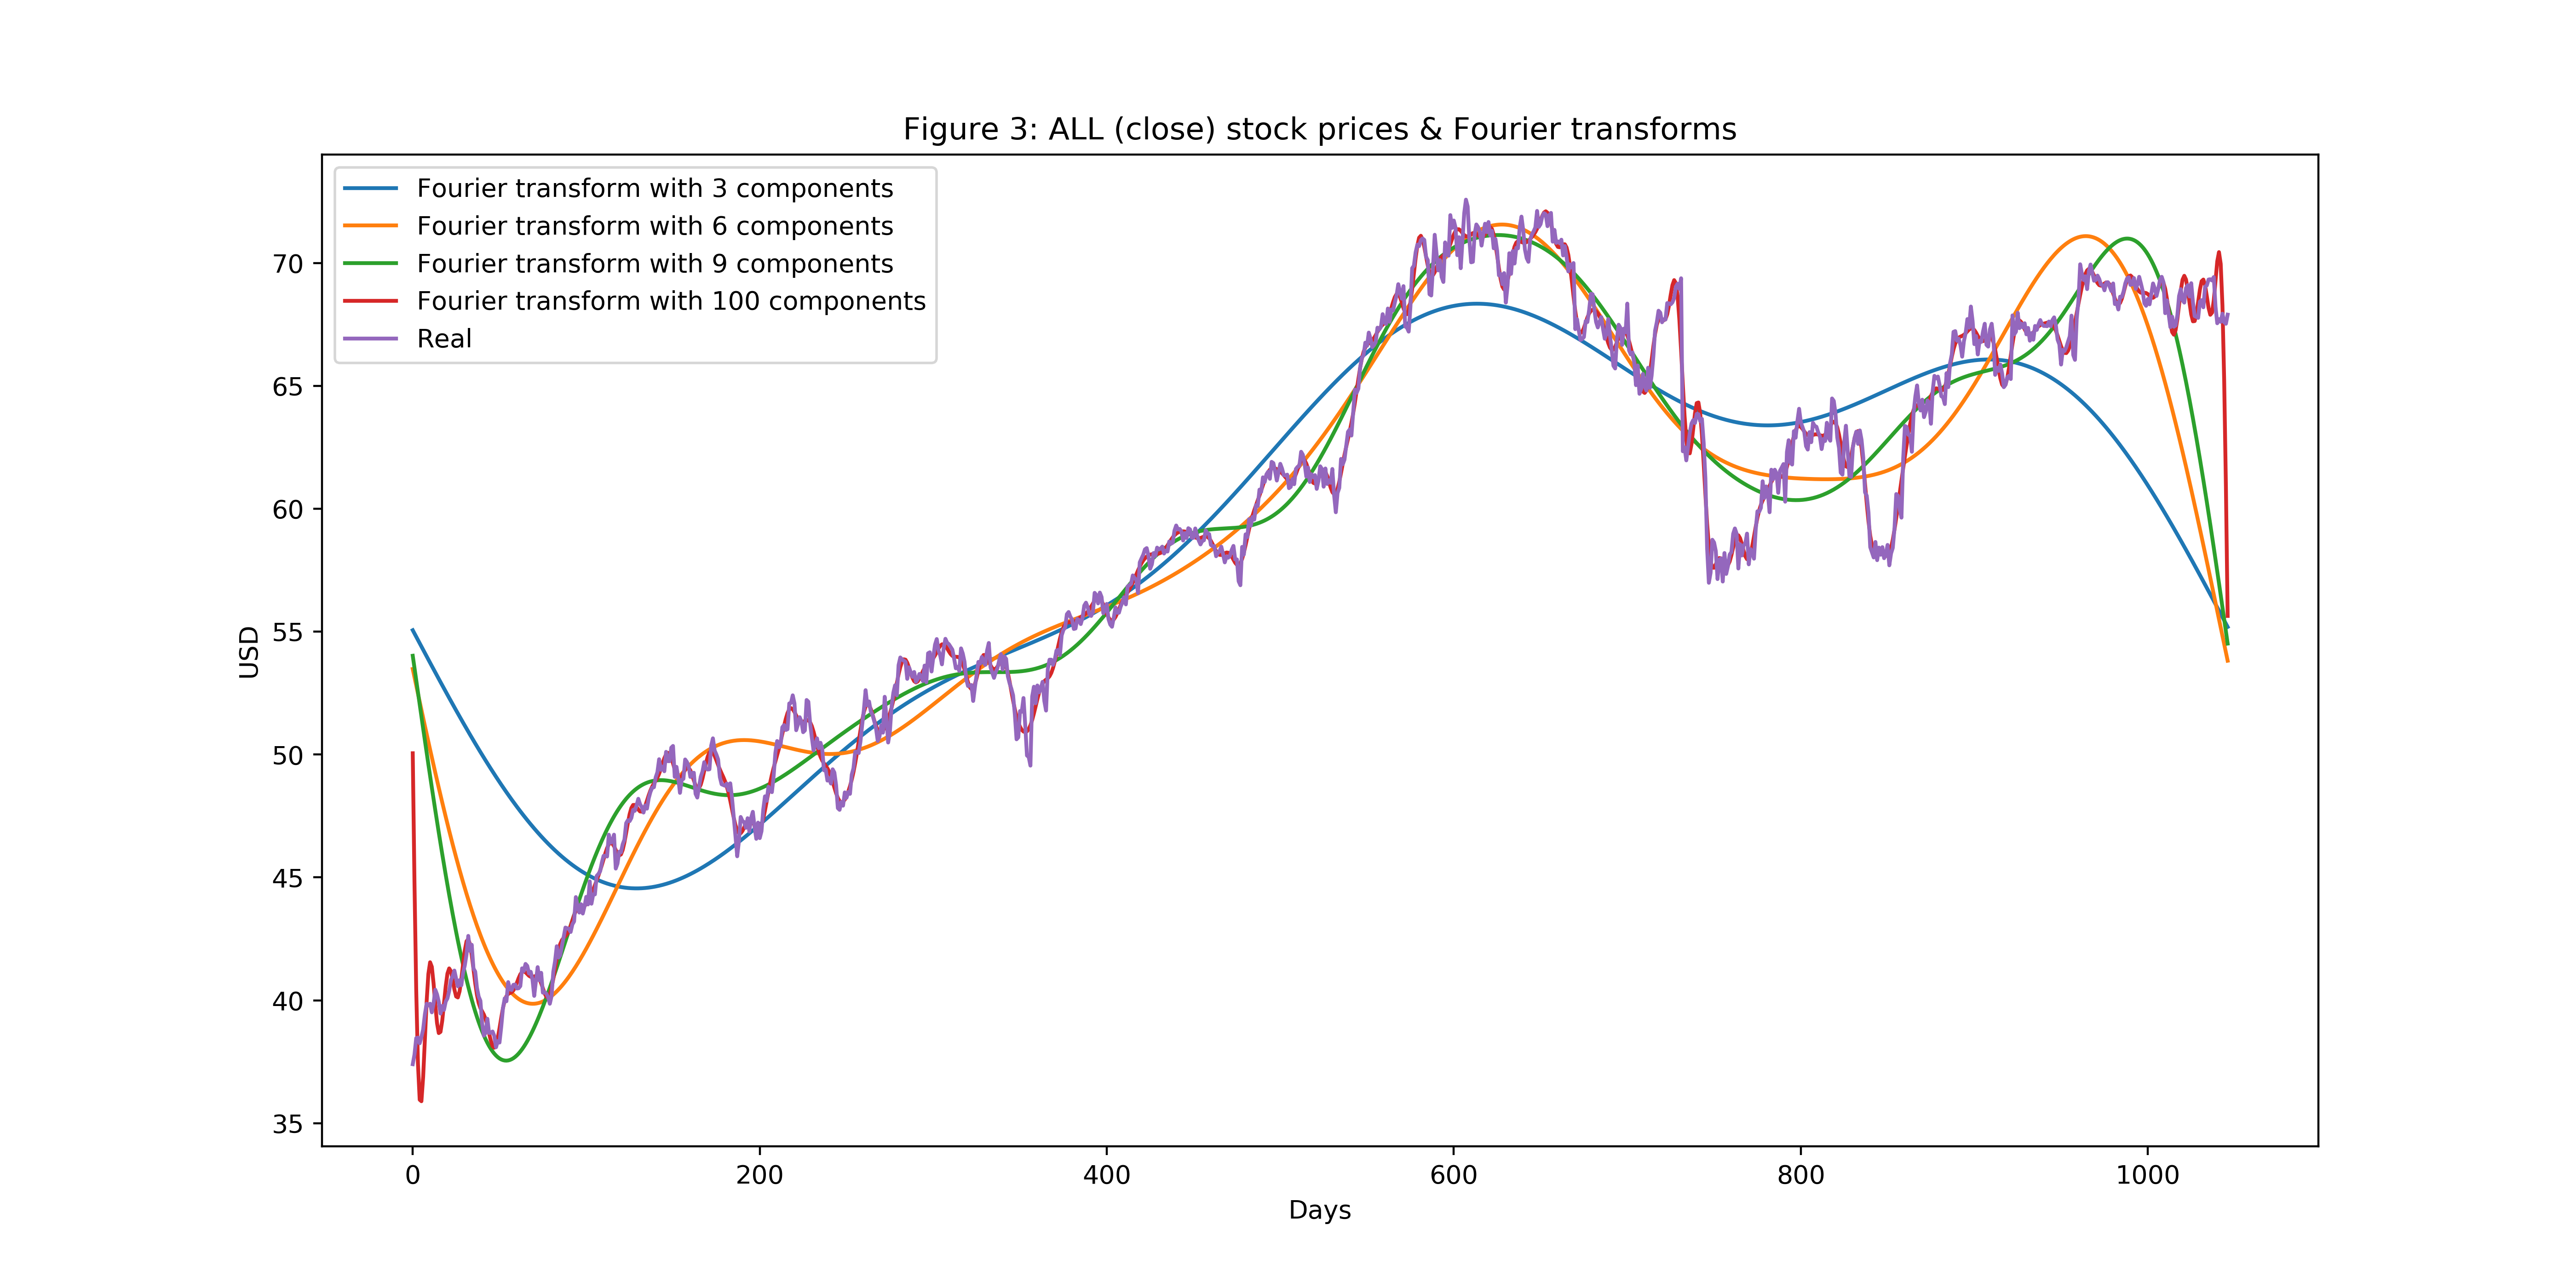 Figure 3: ALL (close) stock prices & Fourier transforms
Fourier transform with 3 components
Fourier transform with 6 components
Fourier transform with 9 components
Fourier transform with 100 components
Real
70
65
60
55
50
45
40
35
USD
0 200 400 600 800 1000
Days